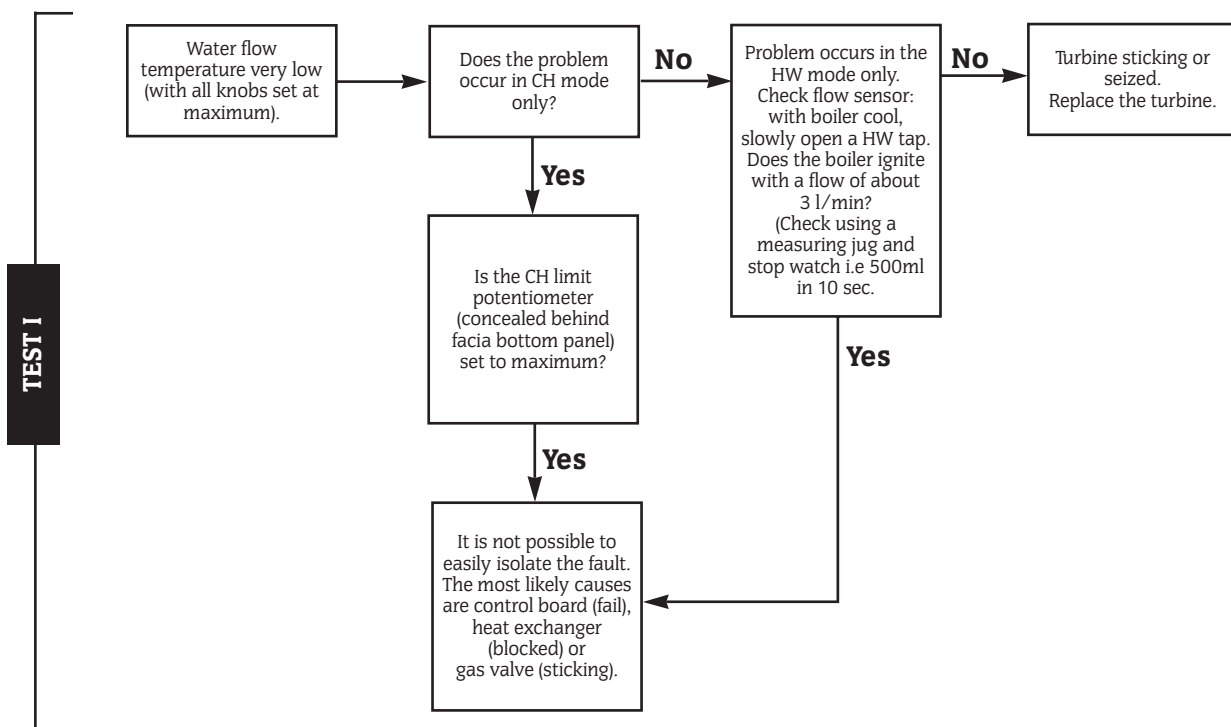 TEST I
Water flow
temperature very low
(with all knobs set at
maximum).
Does the problem
occur in CH mode
only?
No
Problem occurs in the
HW mode only.
Check flow sensor:
with boiler cool,
slowly open a HW tap.
Does the boiler ignite
with a flow of about
3 l/min?
(Check using a
measuring jug and
stop watch i.e 500ml
in 10 sec.
No
Turbine sticking or
seized.
Replace the turbine.
Yes
Is the CH limit
potentiometer
(concealed behind
facia bottom panel)
set to maximum?
Yes
Yes
It is not possible to
easily isolate the fault.
The most likely causes
are control board (fail),
heat exchanger
(blocked) or
gas valve (sticking).